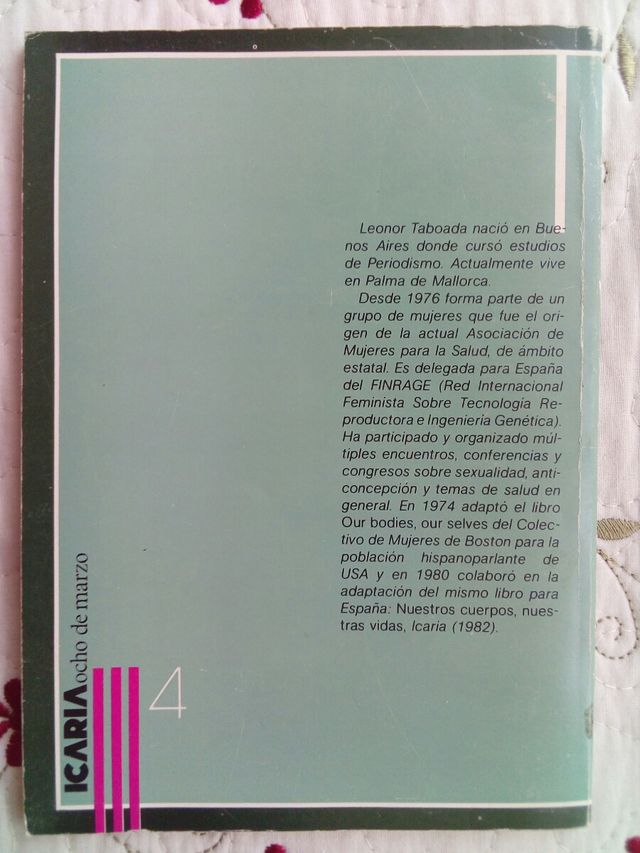 Leonor Taboada nació en Bue-
nos Aires donde cursó estudios
de Periodismo. Actualmente vive
en Palma de Mallorca.
Desde 1976 forma parte de un
grupo de mujeres que fue el ori-
gen de la actual Asociación de
Mujeres para la Salud, de ámbito
estatal. Es delegada para España
del FINRAGE (Red Internacional
Feminista Sobre Tecnología Re-
productora e Ingeniería Genética).
Ha participado y organizado múl-
tiples encuentros, conferencias y
congresos sobre sexualidad, anti-
concepción y temas de salud en
general. En 1974 adaptó el libro
Our bodies, our selves del Colec-
tivo de Mujeres de Boston para la
población hispanoparlante de
USA y en 1980 colaboró en la
adaptación del mismo libro para
España: Nuestros cuerpos, nues-
tras vidas, Icaria (1982).
ICARIA ocho de marzo
4